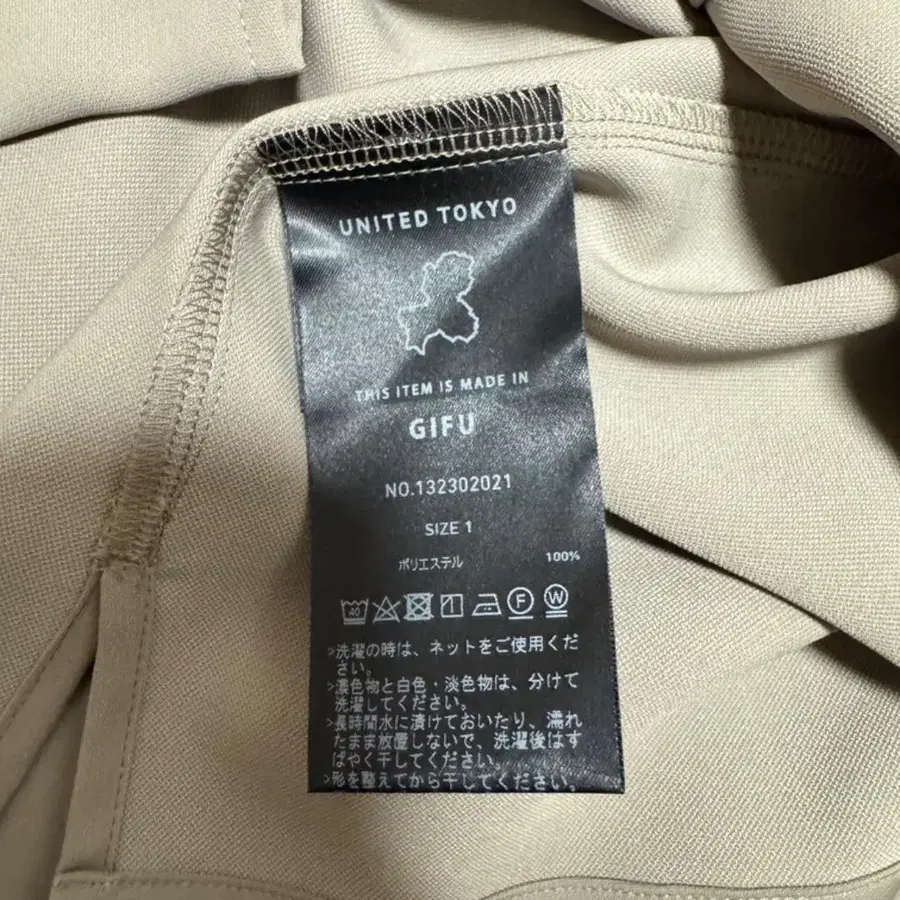 UNITED TOKYO
THIS ITEM IS MADE IN
GIFU
NO.132302021
SIZE 1
ポリエステル 100%
40 F W
>洗濯の時は、ネットをご使用くだ
さい。
>濃色物と白色・淡色物は、分けて
洗濯してください。
>長時間水に漬けておいたり、濡れ
たまま放置しないで、洗濯後はす
ばやく干してください。
>形を整えてから干してください。